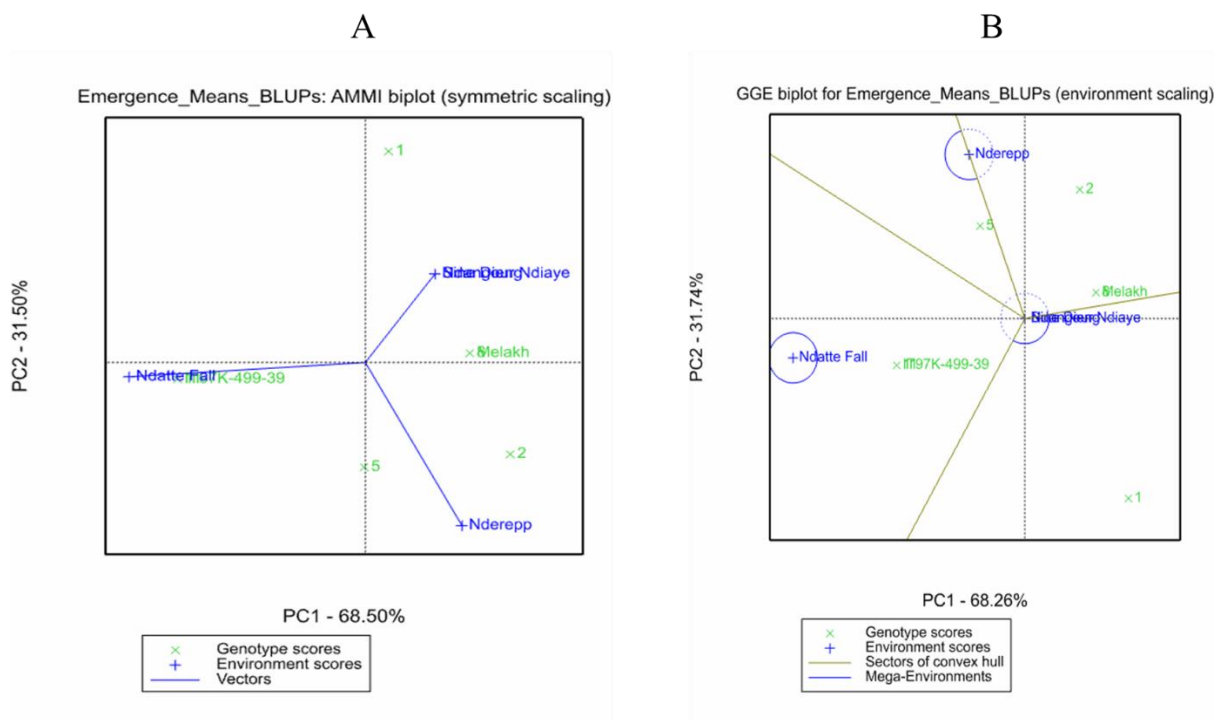 A
B
Emergence_Means_BLUPs: AMMI biplot (symmetric scaling)
1
Ndiaye
Melakh
Ndatte Fall
97K-499-39
2
5
Nderepp
PC2 - 31.50%
PC1 - 68.50%
Genotype scores
Environment scores
Vectors
GGE biplot for Emergence_Means_BLUPs (environment scaling)
Nderepp
2
5
Melakh
Ndiaye
Ndatte Fall
97K-499-39
1
PC2 - 31.74%
PC1 - 68.26%
Genotype scores
Environment scores
Sectors of convex hull
Mega-Environments